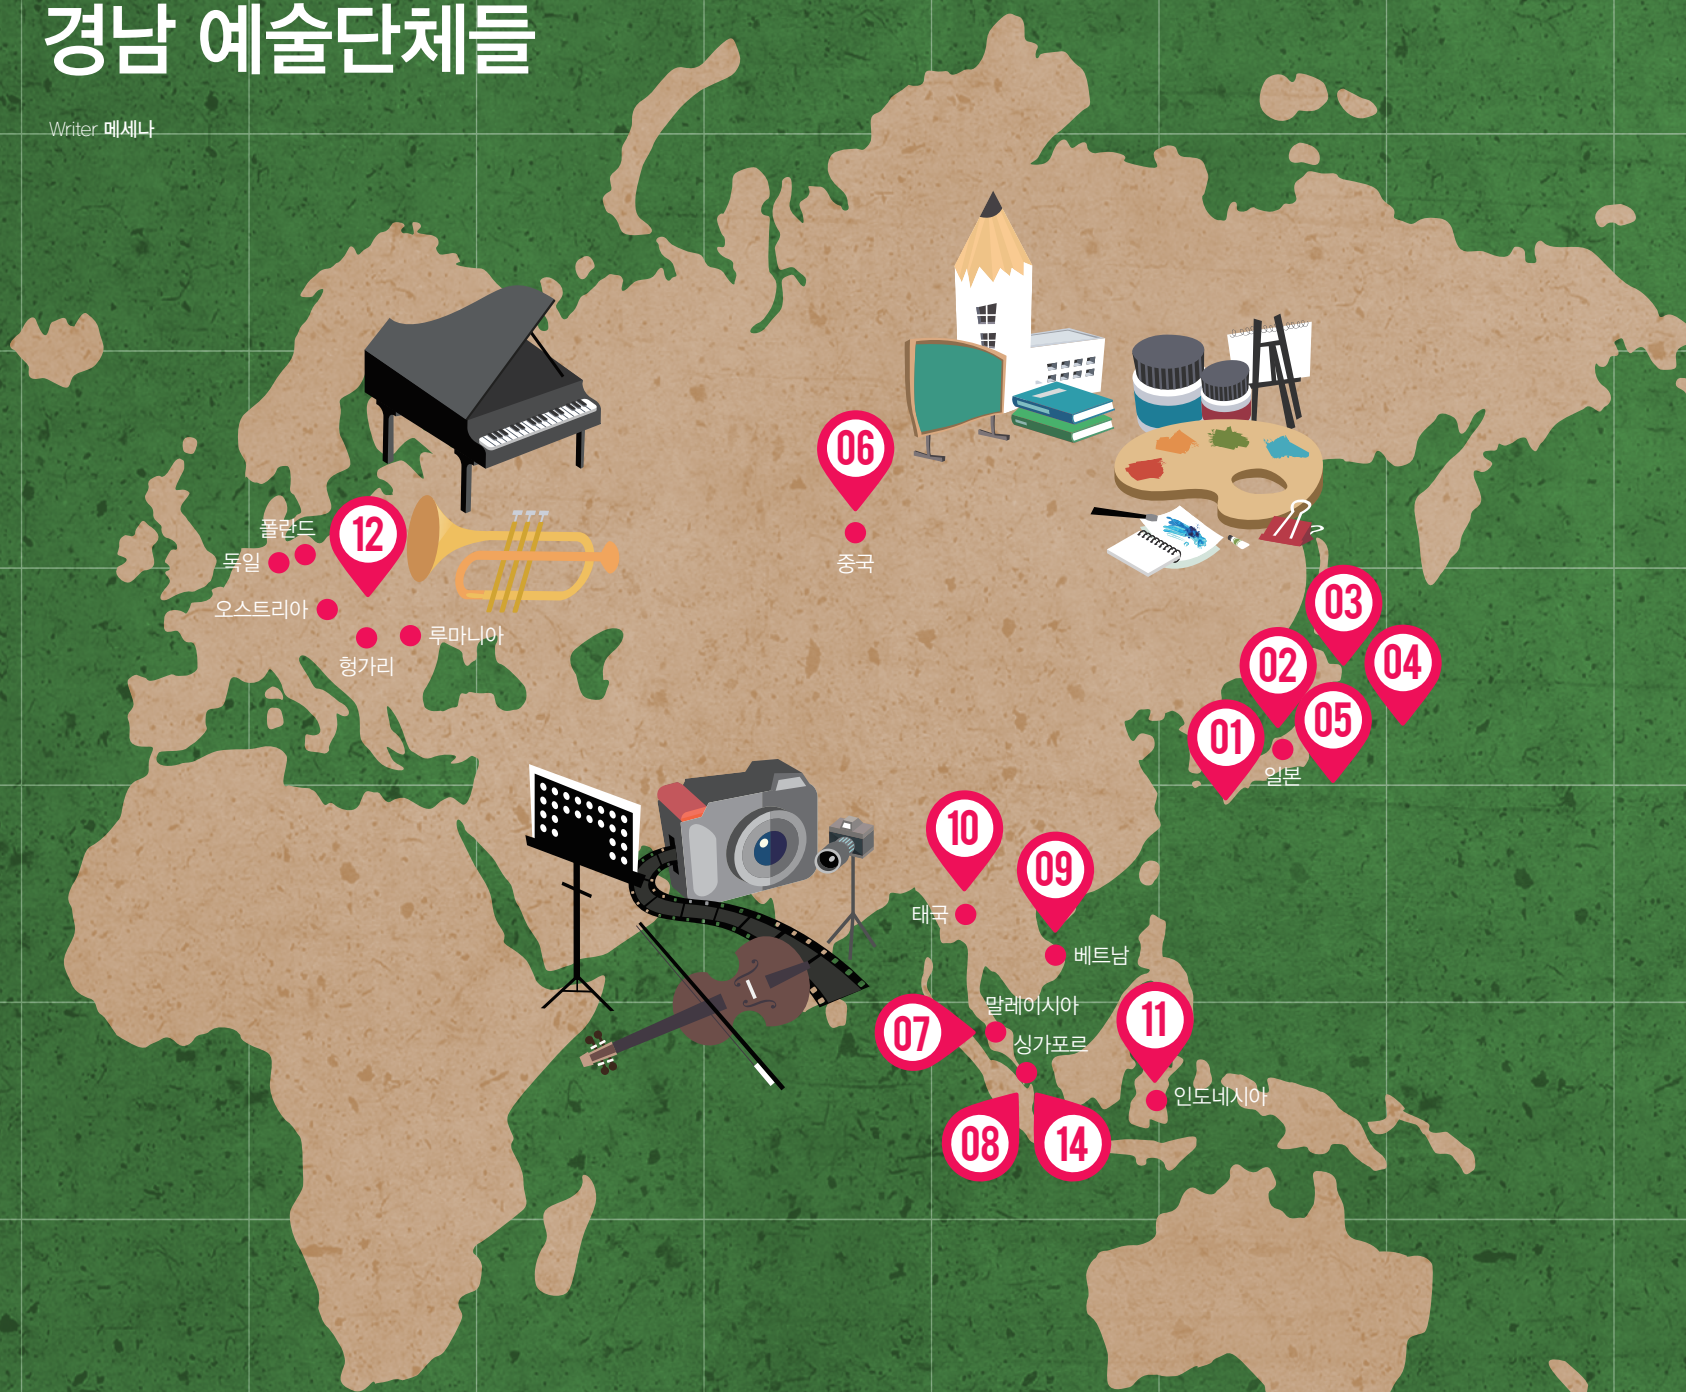 경남 예술단체들
Writer 메세나
06
중국
폴란드
12
독일
오스트리아
루마니아
헝가리
03
02
04
01
05
일본
10
09
태국
베트남
말레이시아
07
싱가포르
11
인도네시아
08
14